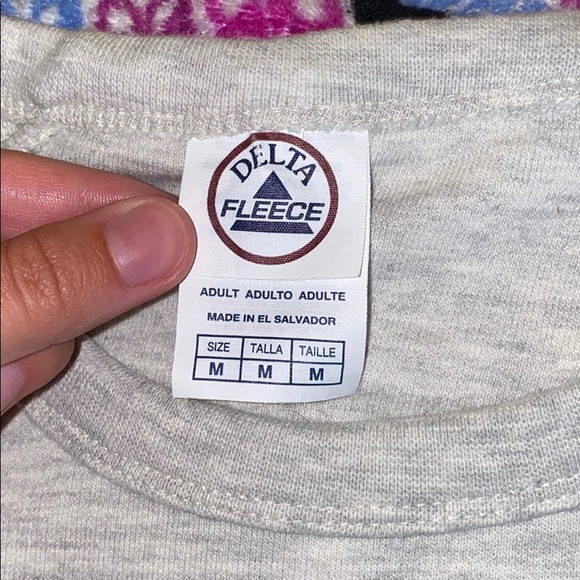 DELTA
FLEECE
ADULT ADULTO ADULTE
MADE IN EL SALVADOR
SIZE TALLA TAILLE
M M M